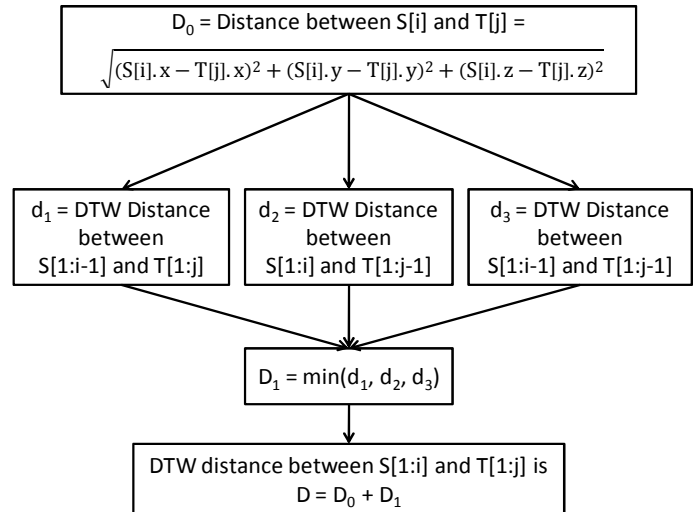 D₀ = Distance between S[i] and T[j] =
√(S[i].x − T[j].x)² + (S[i].y − T[j].y)² + (S[i].z − T[j].z)²
d₁ = DTW Distance
between
S[1:i-1] and T[1:j]
d₂ = DTW Distance
between
S[1:i] and T[1:j-1]
d₃ = DTW Distance
between
S[1:i-1] and T[1:j-1]
D₁ = min(d₁, d₂, d₃)
DTW distance between S[1:i] and T[1:j] is
D = D₀ + D₁